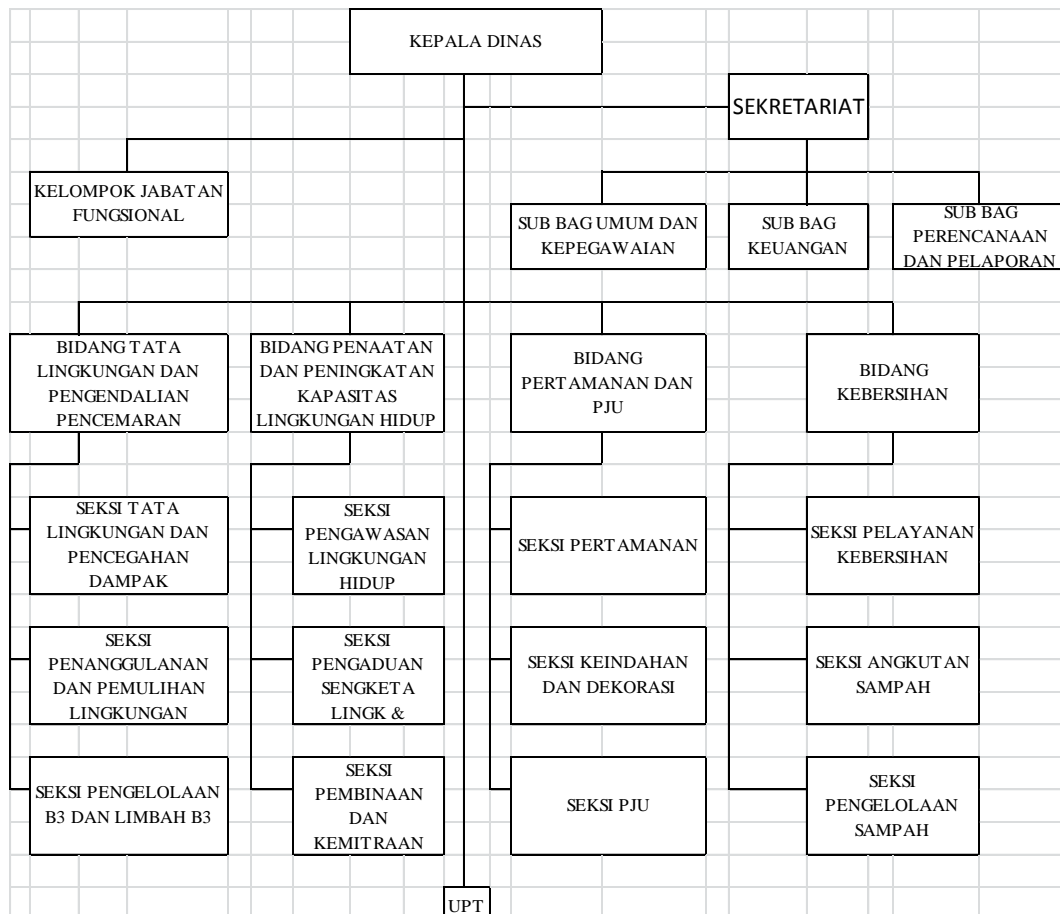 KEPALA DINAS
SEKRETARIAT
KELOMPOK JABATAN
FUNGSIONAL
SUB BAG UMUM DAN
KEPEGAWAIAN
SUB BAG
KEUANGAN
SUB BAG
PERENCANAAN
DAN PELAPORAN
BIDANG TATA
LINGKUNGAN DAN
PENGENDALIAN
PENCEMARAN
BIDANG PENAATAN
DAN PENINGKATAN
KAPASITAS
LINGKUNGAN HIDUP
BIDANG
PERTAMANAN DAN
PJU
BIDANG
KEBERSIHAN
SEKSI TATA
LINGKUNGAN DAN
PENCEGAHAN
DAMPAK
SEKSI
PENGAWASAN
LINGKUNGAN
HIDUP
SEKSI PERTAMANAN
SEKSI PELAYANAN
KEBERSIHAN
SEKSI
PENANGGULANAN
DAN PEMULIHAN
LINGKUNGAN
SEKSI
PENGADUAN
SENGKETA
LINGK &
SEKSI KEINDAHAN
DAN DEKORASI
SEKSI ANGKUTAN
SAMPAH
SEKSI PENGELOLAAN
B3 DAN LIMBAH B3
SEKSI
PEMBINAAN
DAN
KEMITRAAN
SEKSI PJU
SEKSI
PENGELOLAAN
SAMPAH
UPT